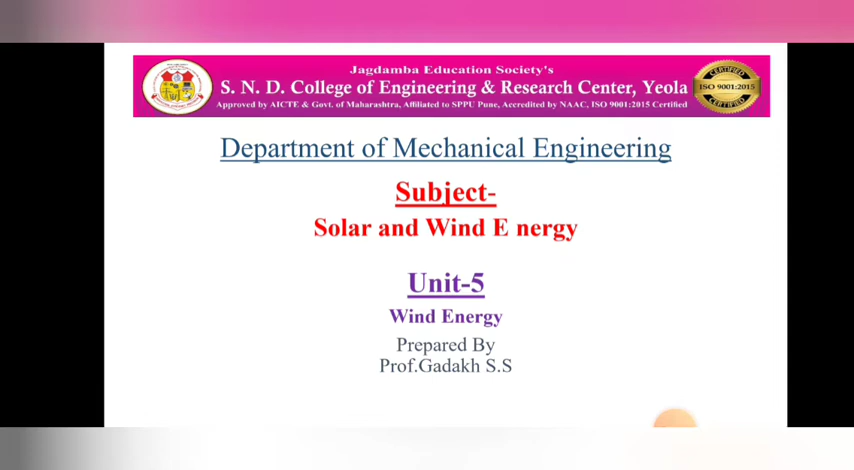 Jagdamba Education Society's
S. N. D. College of Engineering & Research Center, Yeola
Approved by AICTE & Govt. of Maharashtra, Affiliated to SPPU Pune, Accredited by NAAC, ISO 9001:2015 Certified
CERTIFIED
ISO 9001:2015
CERTIFIED
Department of Mechanical Engineering
Subject-
Solar and Wind E nergy
Unit-5
Wind Energy
Prepared By
Prof.Gadakh S.S